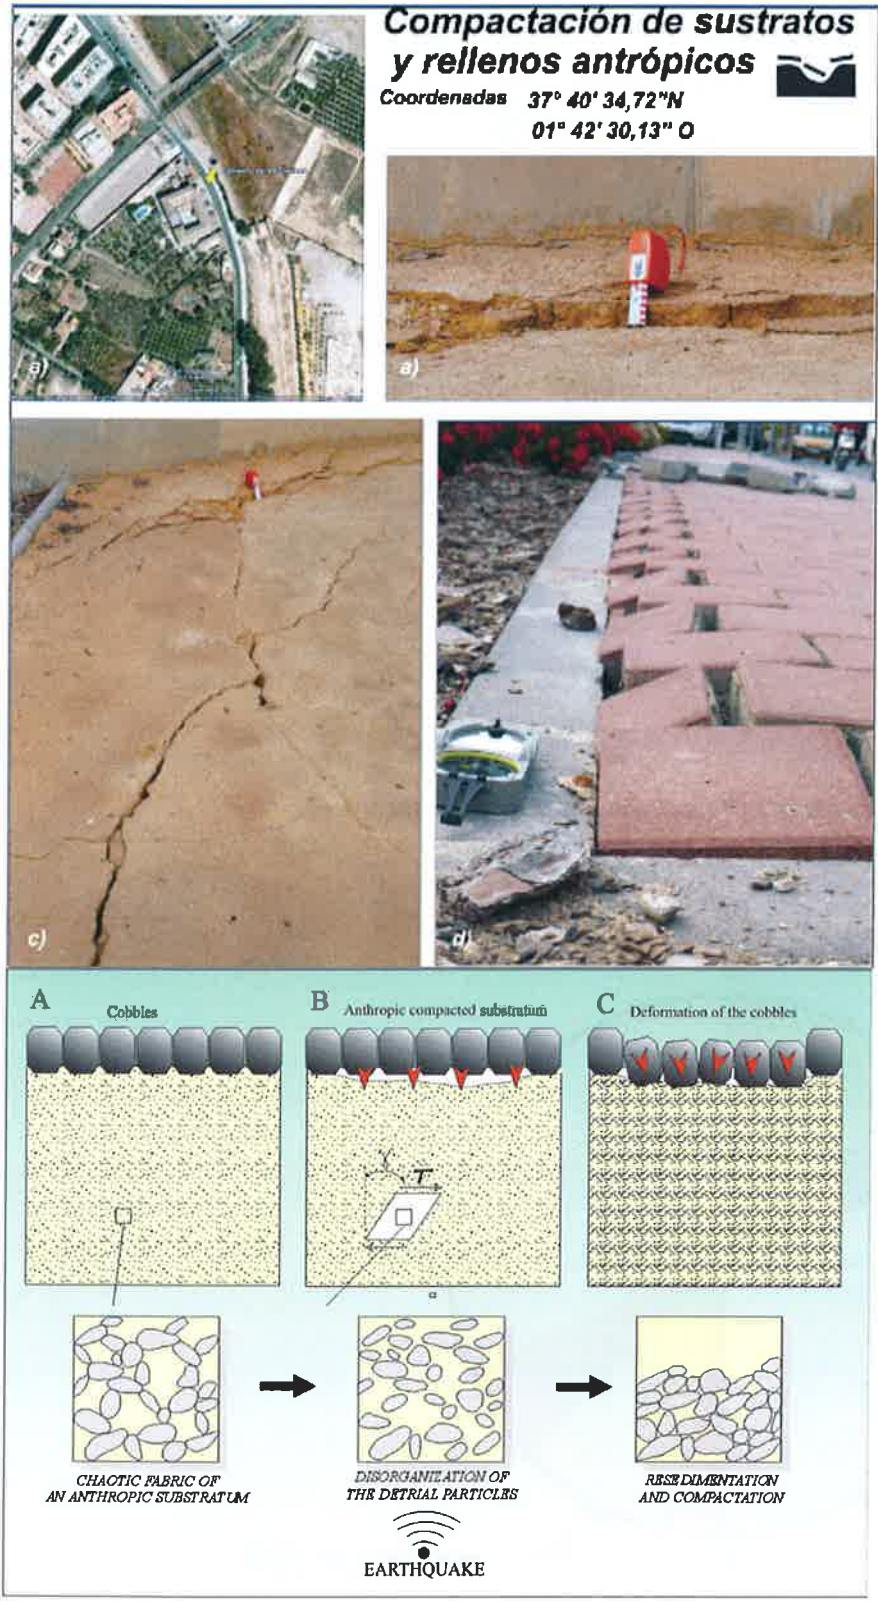 Compactación de sustratos
y rellenos antrópicos
Coordenadas 37° 40' 34,72"N
01° 42' 30,13" O
a)
a)
c)
d)
A
Cobbles
B
Anthropic compacted substratum
C
Deformation of the cobbles
γ
T
α
CHAOTIC FABRIC OF
AN ANTHROPIC SUBSTRATUM
DISORGANIZATION OF
THE DETRIAL PARTICLES
RESEDIMENTATION
AND COMPACTATION
EARTHQUAKE